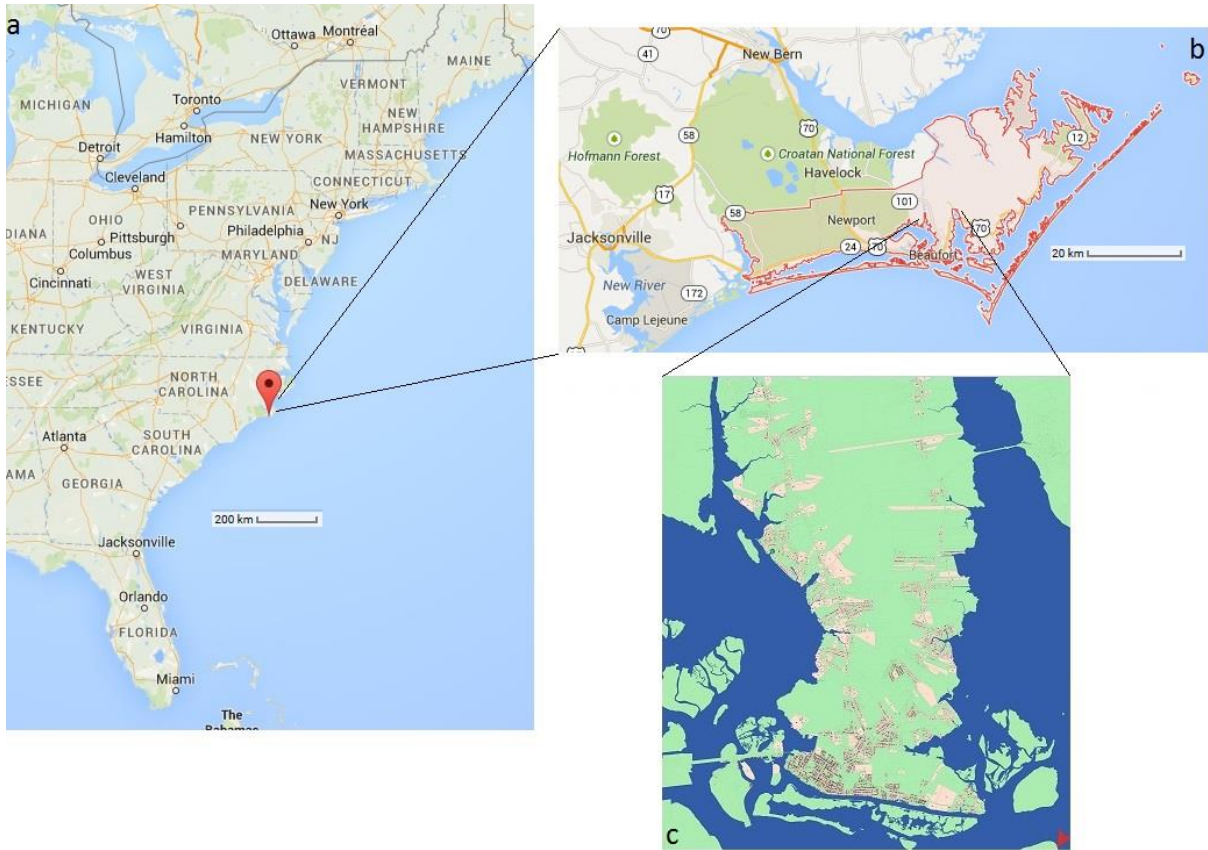 a
Ottawa
Montréal
MAINE
VERMONT
Toronto
MICHIGAN
Hamilton
NEW
HAMPSHIRE
NEW YORK
Detroit
MASSACHUSETTS
Cleveland
CONNECTICUT
New York
PENNSYLVANIA
OHIO
Pittsburgh
Philadelphia
NJ
DIANA
Columbus
MARYLAND
Cincinnati
WEST
VIRGINIA
DELAWARE
KENTUCKY
VIRGINIA
ESSEE
NORTH
CAROLINA
Atlanta
SOUTH
CAROLINA
AMA
GEORGIA
200 km
Jacksonville
Orlando
FLORIDA
Miami
The
Bahamas
b
70
41
New Bern
58
70
12
Hofmann Forest
Croatan National Forest
Havelock
17
58
101
Newport
70
Jacksonville
24
70
Beaufort
20 km
New River
172
Camp Lejeune
c